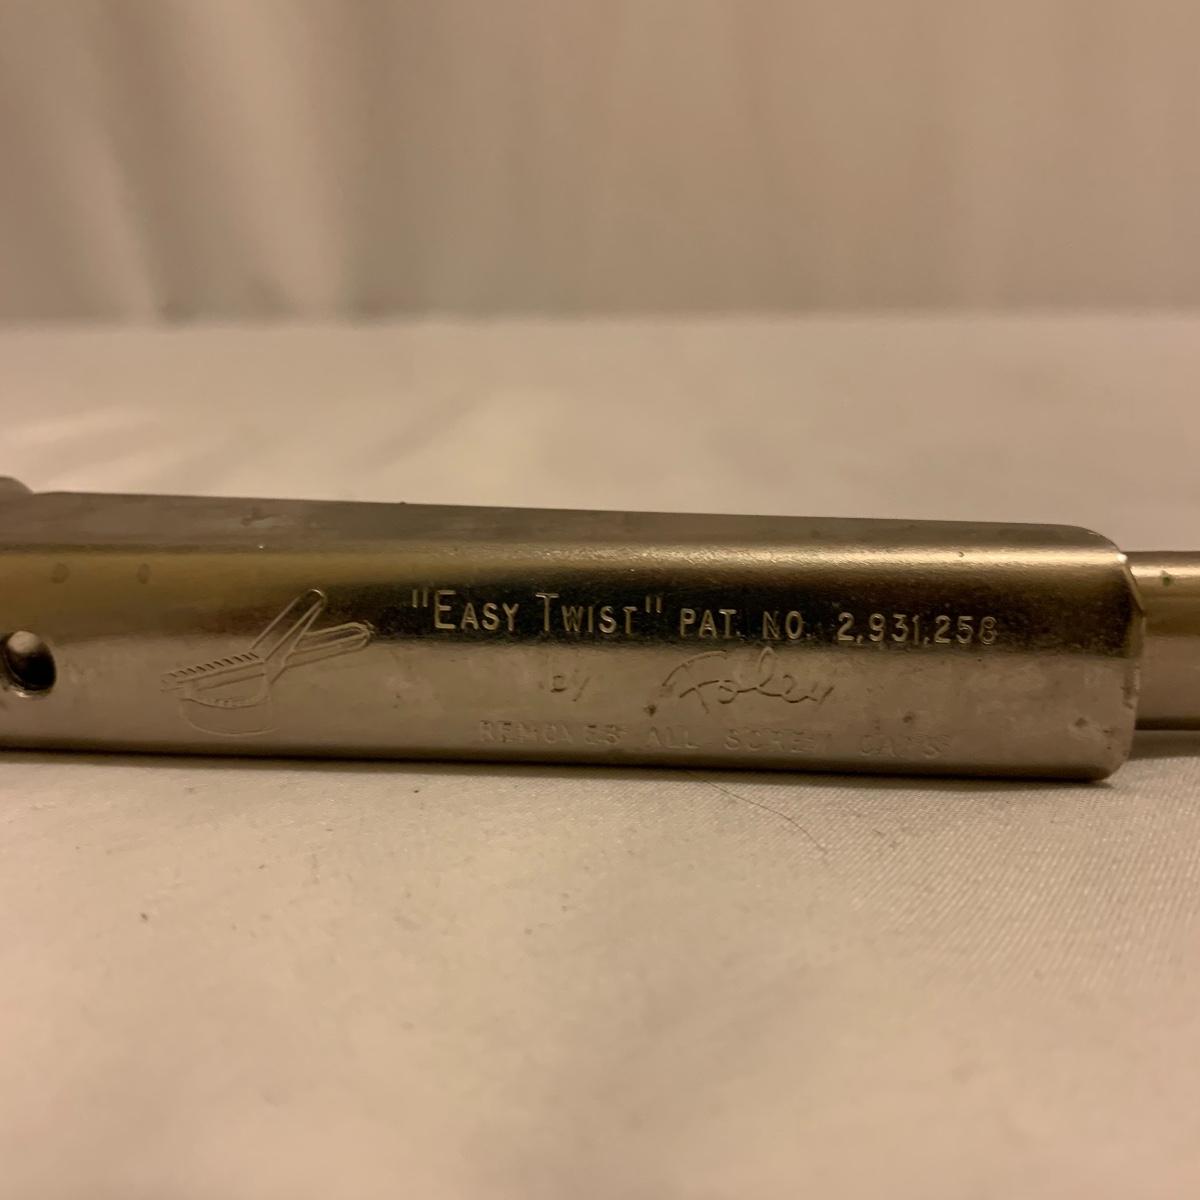 "EASY TWIST" PAT. NO. 2,931,258
by Foley
REMOVES ALL SCREW CAPS